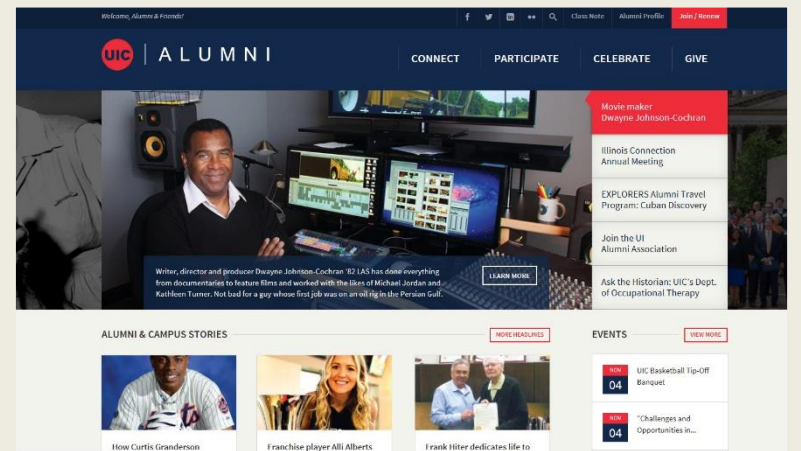 Welcome, Alumni & Friends!
Class Note
Alumni Profile
Join / Renew
UIC
ALUMNI
CONNECT
PARTICIPATE
CELEBRATE
GIVE
Movie maker
Dwayne Johnson-Cochran
Illinois Connection
Annual Meeting
EXPLORERS Alumni Travel
Program: Cuban Discovery
Join the UI
Alumni Association
Ask the Historian: UIC's Dept.
of Occupational Therapy
Writer, director and producer Dwayne Johnson-Cochran '82 LAS has done everything
from documentaries to feature films and worked with the likes of Michael Jordan and
Kathleen Turner. Not bad for a guy whose first job was on an oil rig in the Persian Gulf.
LEARN MORE
ALUMNI & CAMPUS STORIES
MORE HEADLINES
How Curtis Granderson
Franchise player Alli Alberts
Frank Hiter dedicates life to
EVENTS
VIEW MORE
NOV
04
UIC Basketball Tip-Off
Banquet
NOV
04
"Challenges and
Opportunities in...